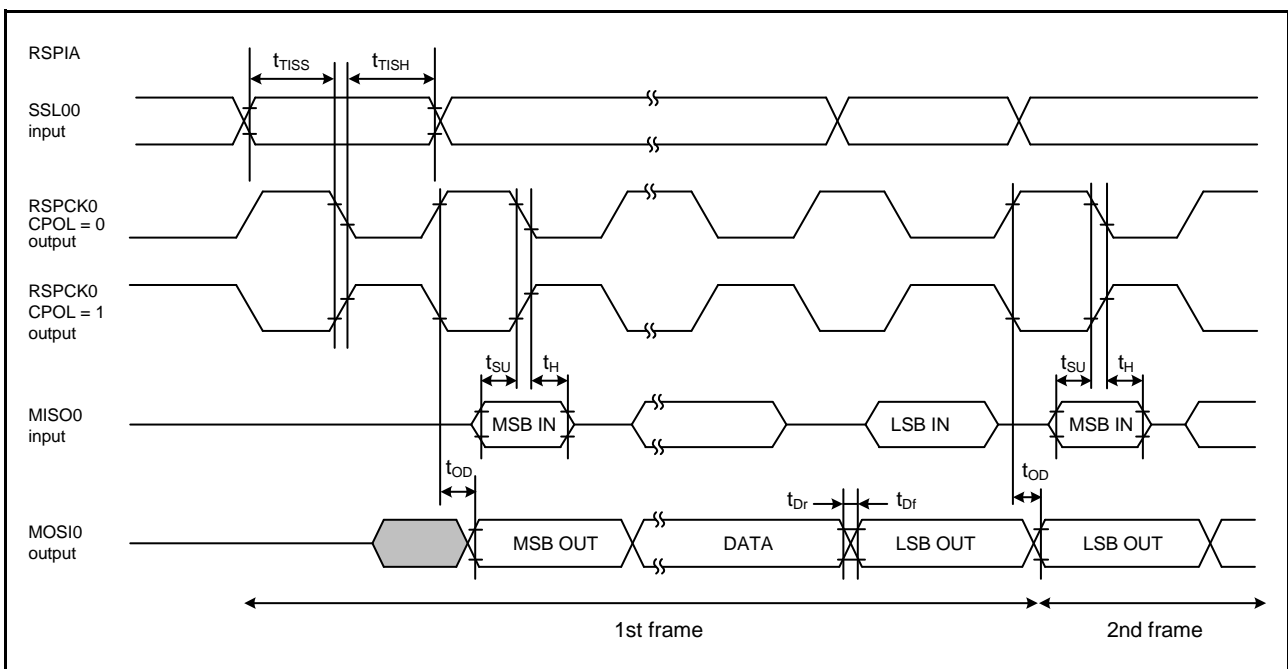 RSPIA
tTISS
tTISH
SSL00
input
RSPCK0
CPOL = 0
output
RSPCK0
CPOL = 1
output
tSU
tH
tSU
tH
MISO0
input
MSB IN
LSB IN
MSB IN
tOD
tOD
tDr
tDf
MOSI0
output
MSB OUT
DATA
LSB OUT
LSB OUT
1st frame
2nd frame